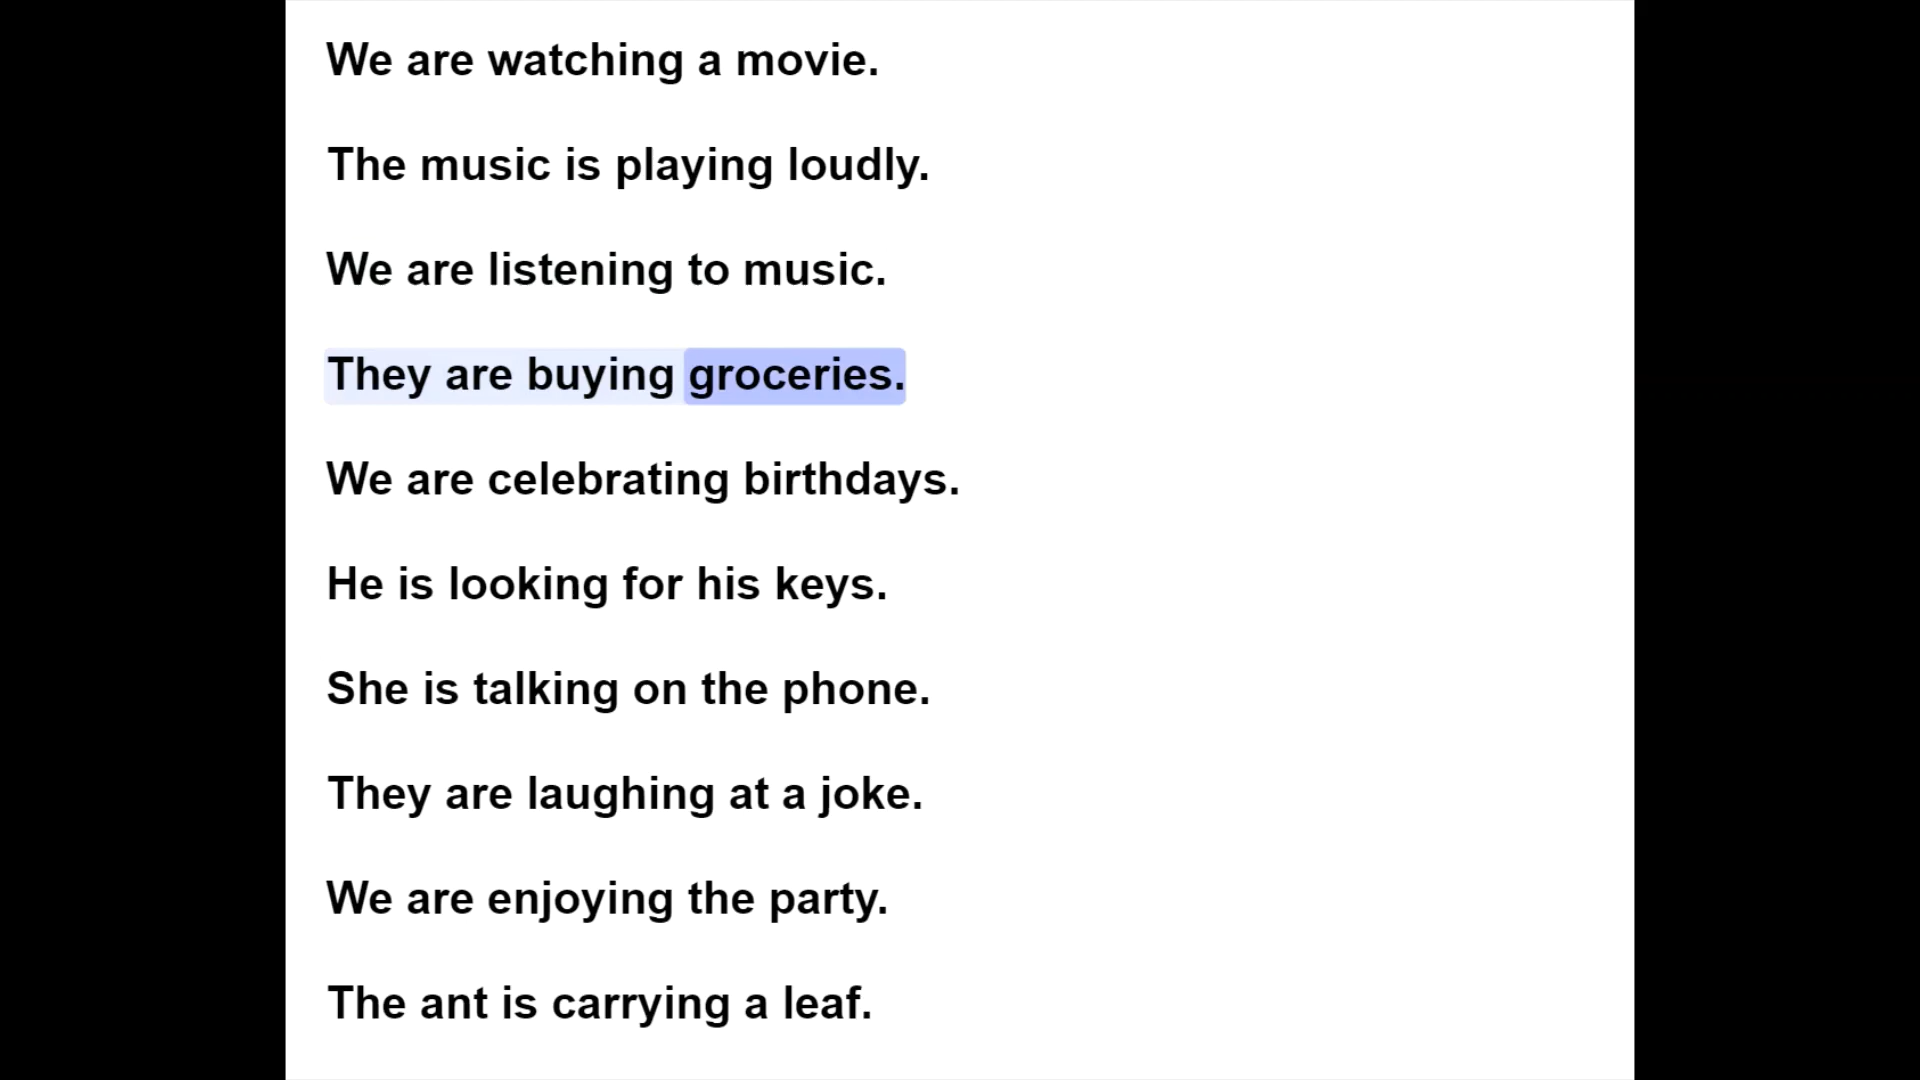 We are watching a movie.
The music is playing loudly.
We are listening to music.
They are buying groceries.
We are celebrating birthdays.
He is looking for his keys.
She is talking on the phone.
They are laughing at a joke.
We are enjoying the party.
The ant is carrying a leaf.